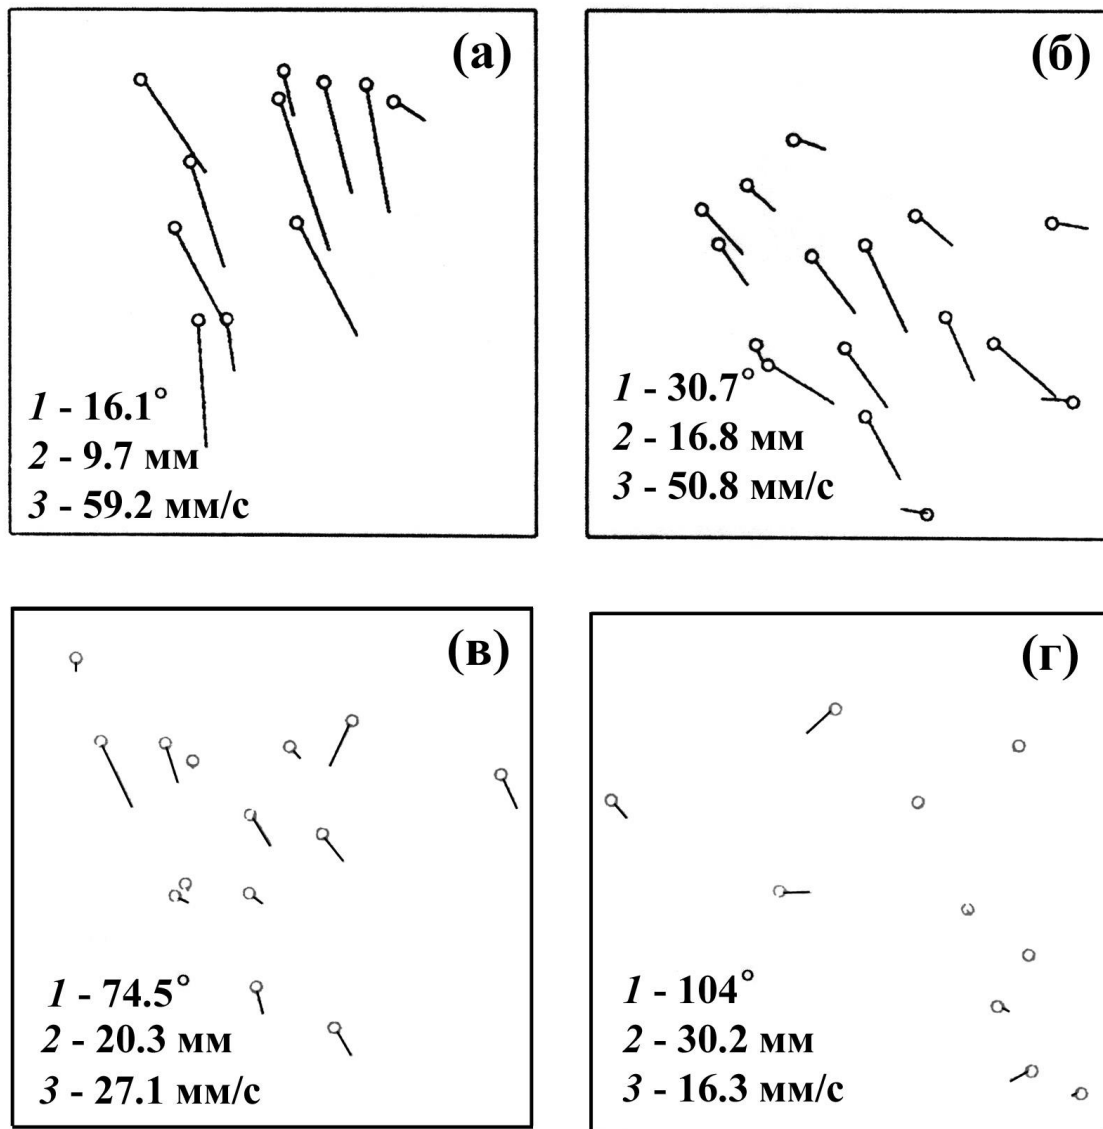 (а)
1 - 16.1°
2 - 9.7 мм
3 - 59.2 мм/с
(б)
1 - 30.7°
2 - 16.8 мм
3 - 50.8 мм/с
(в)
1 - 74.5°
2 - 20.3 мм
3 - 27.1 мм/с
(г)
1 - 104°
2 - 30.2 мм
3 - 16.3 мм/с